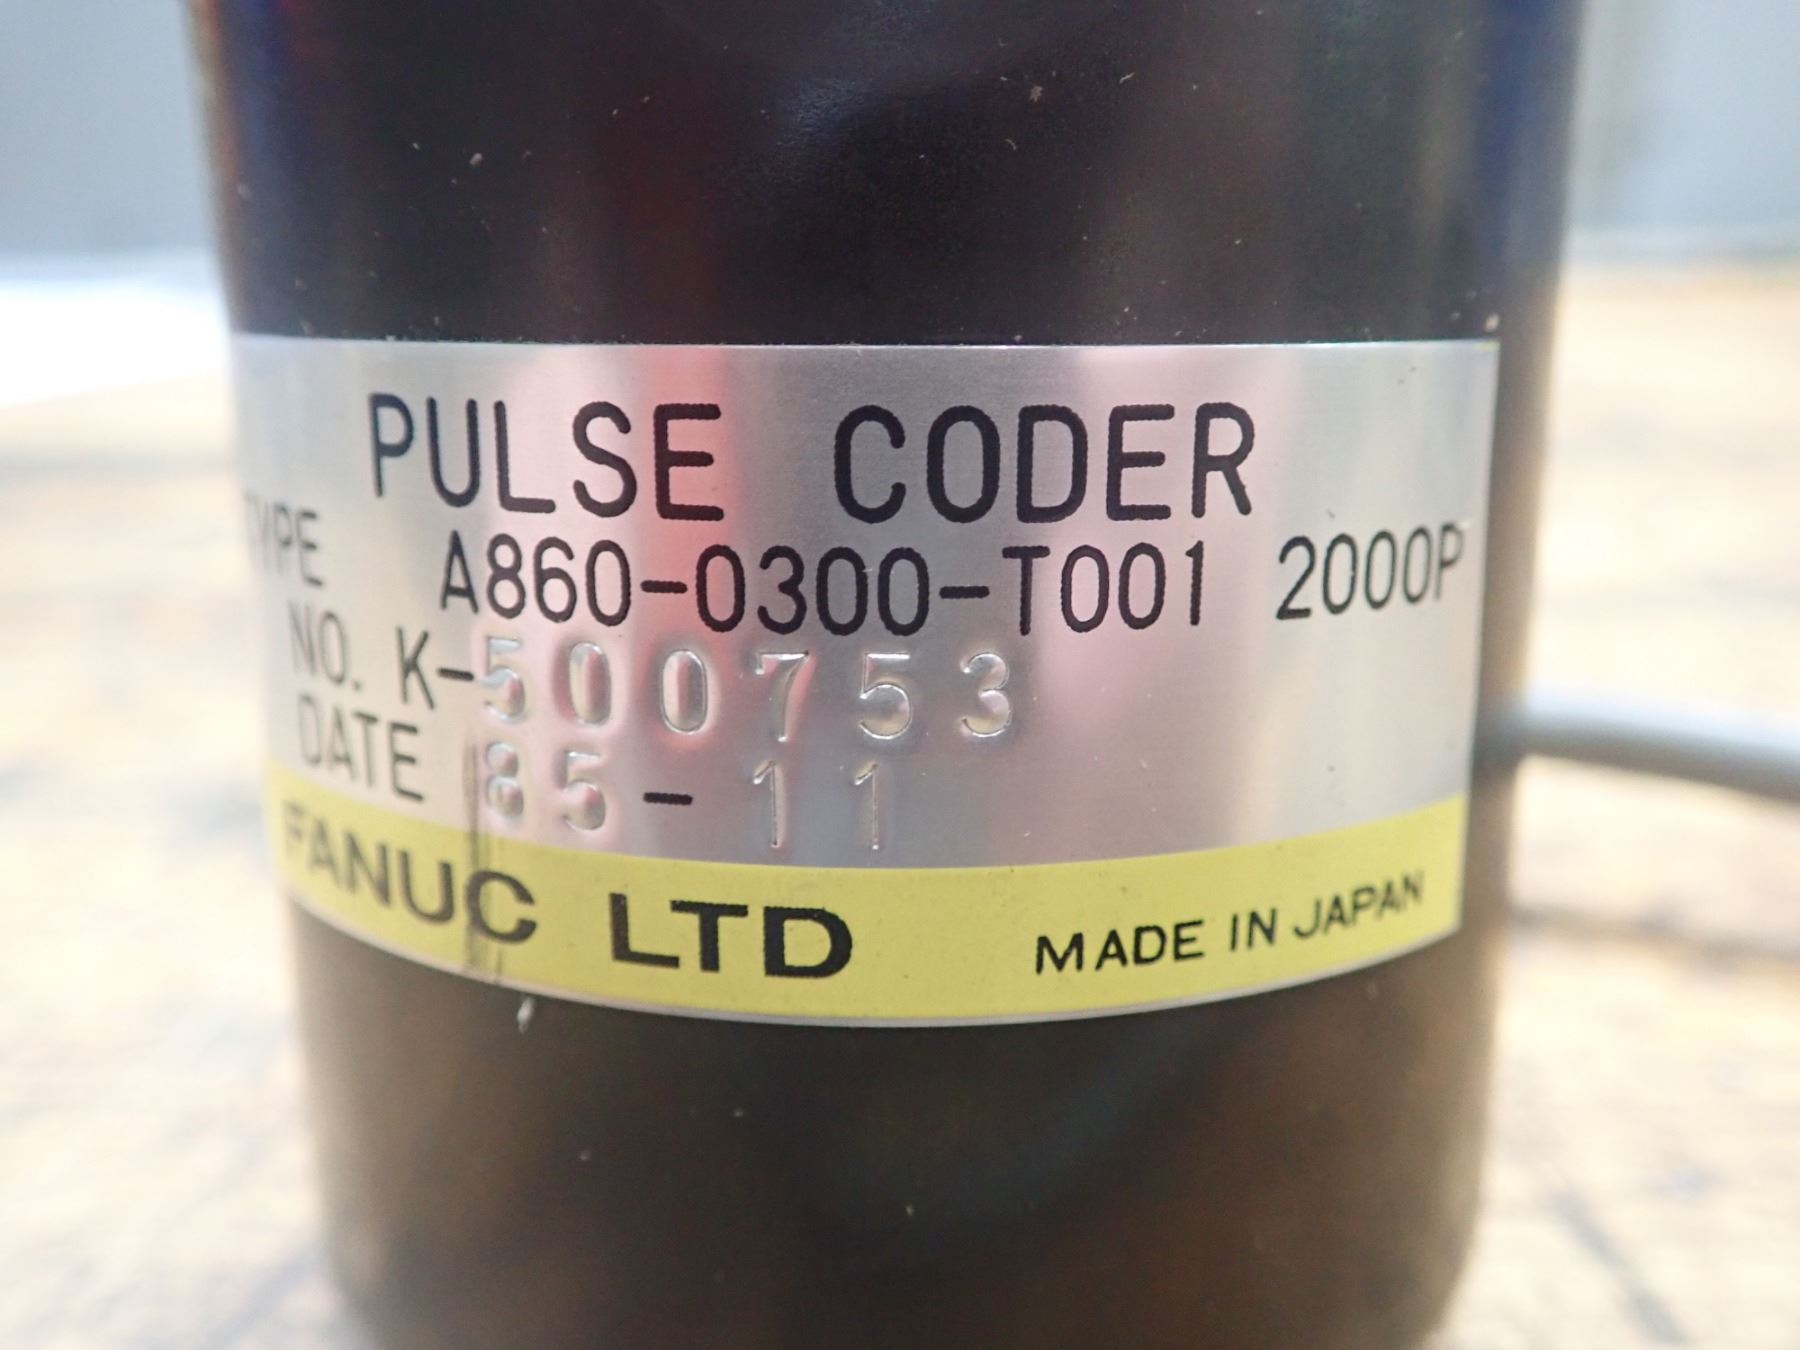 PULSE CODER
TYPE A860-0300-T001 2000P
NO. K-500753
DATE 85-11
FANUC LTD MADE IN JAPAN